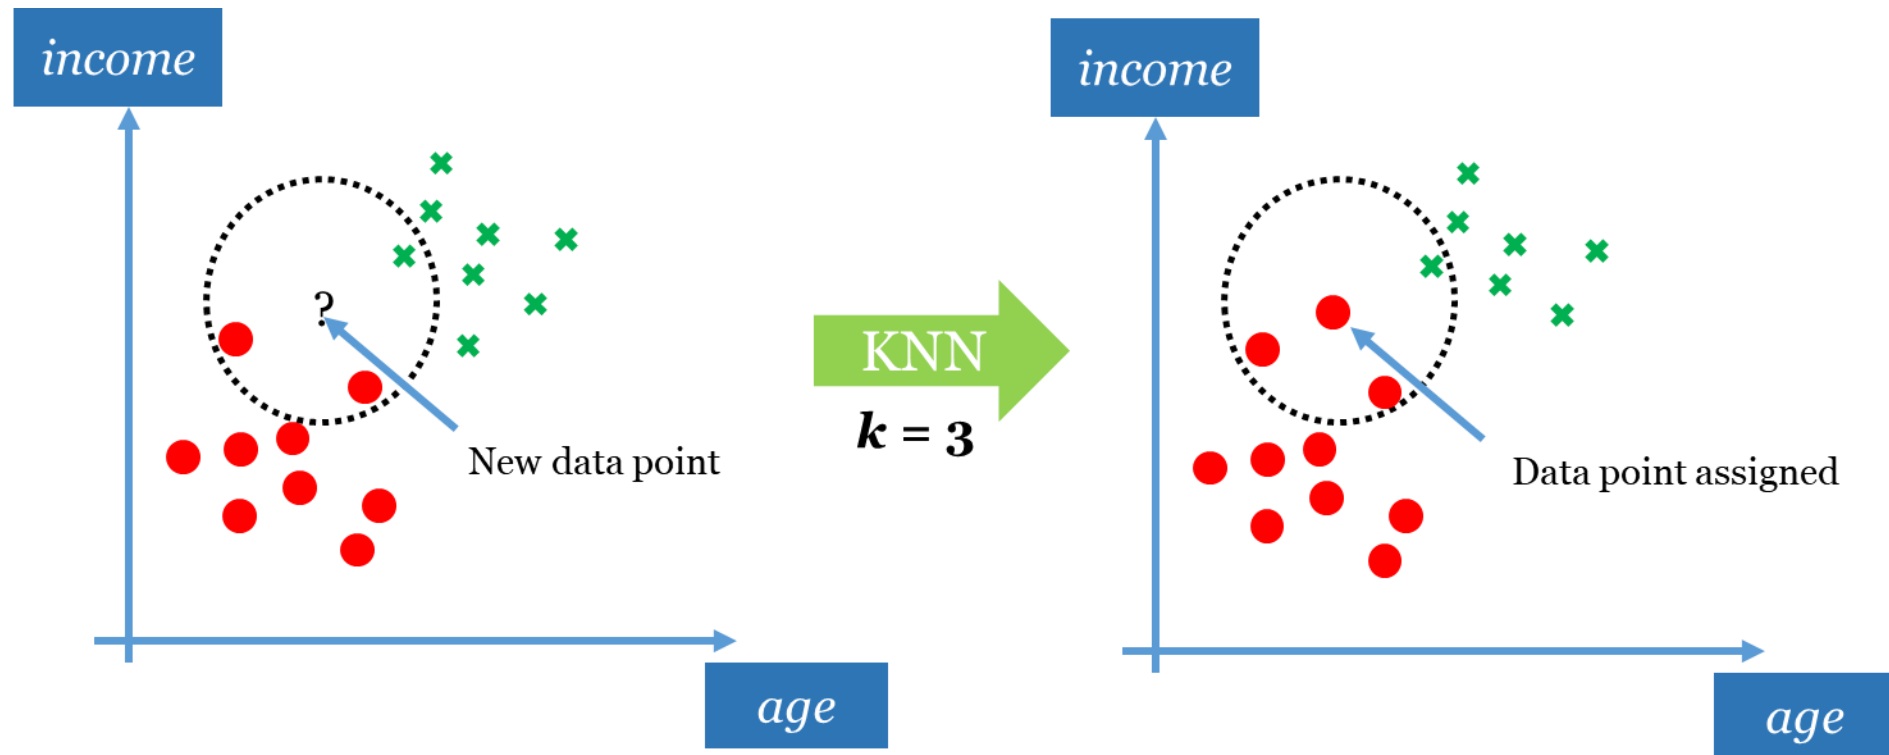 income
income
?
KNN
k = 3
New data point
Data point assigned
age
age